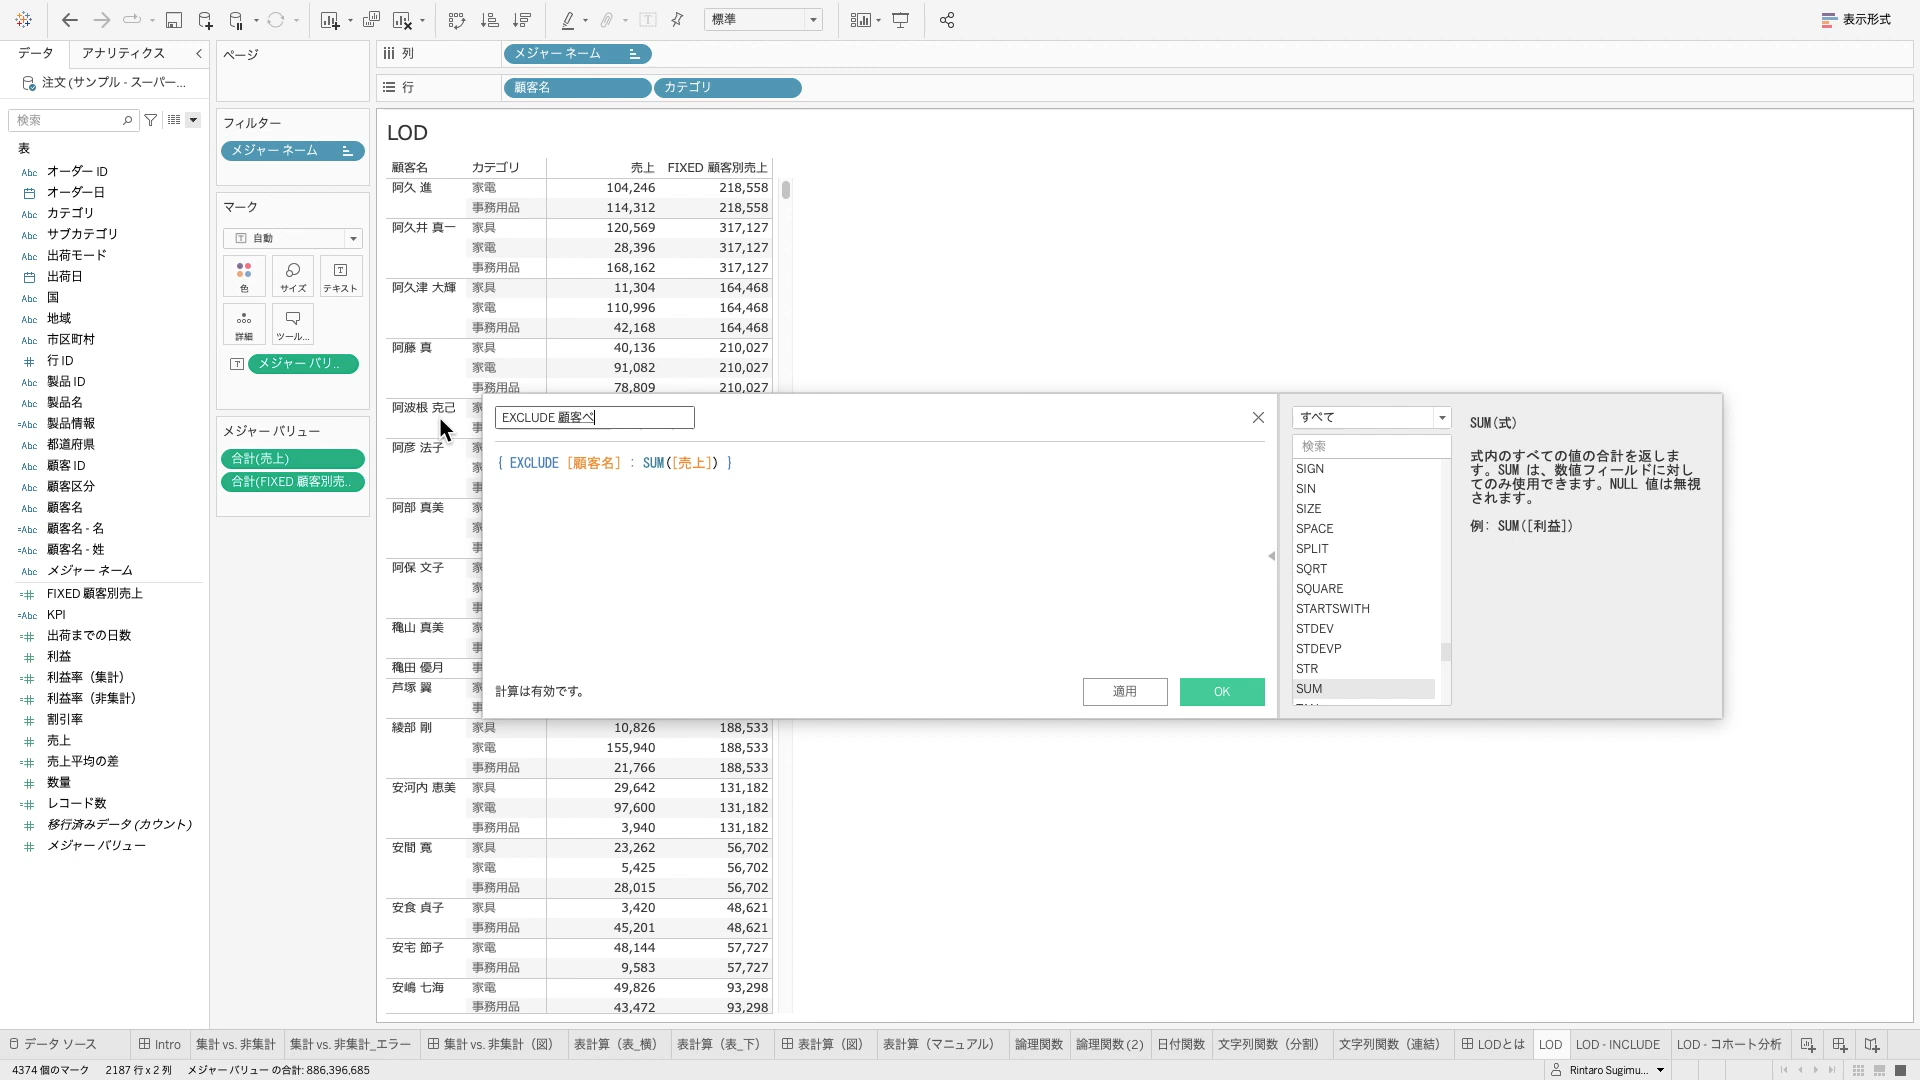 標準
表示形式
データ
アナリティクス
注文 (サンプル - スーパー...
検索
表
Abc オーダー ID
オーダー日
Abc カテゴリ
Abc サブカテゴリ
Abc 出荷モード
出荷日
Abc 国
Abc 地域
Abc 市区町村
# 行 ID
Abc 製品 ID
Abc 製品名
=Abc 製品情報
Abc 都道府県
Abc 顧客 ID
Abc 顧客区分
Abc 顧客名
=Abc 顧客名 - 名
=Abc 顧客名 - 姓
Abc メジャー ネーム
=# FIXED 顧客別売上
=Abc KPI
=# 出荷までの日数
# 利益
=# 利益率（集計）
=# 利益率（非集計）
# 割引率
# 売上
=# 売上平均の差
# 数量
=# レコード数
# 移行済みデータ (カウント)
# メジャー バリュー
ページ
フィルター
メジャー ネーム
マーク
自動
色
サイズ
テキスト
詳細
ツール...
メジャー バリ..
メジャー バリュー
合計(売上)
合計(FIXED 顧客別売..
列
メジャー ネーム
行
顧客名
カテゴリ
LOD
顧客名 カテゴリ 売上 FIXED 顧客別売上
阿久 進 家電 104,246 218,558
事務用品 114,312 218,558
阿久井 真一 家具 120,569 317,127
家電 28,396 317,127
事務用品 168,162 317,127
阿久津 大輝 家具 11,304 164,468
家電 110,996 164,468
事務用品 42,168 164,468
阿藤 真 家具 40,136 210,027
家電 91,082 210,027
事務用品 78,809 210,027
阿波根 克己
阿彦 法子
阿部 真美
阿保 文子
穐山 真美
穐田 優月
芦塚 翼
綾部 剛 家具 10,826 188,533
家電 155,940 188,533
事務用品 21,766 188,533
安河内 恵美 家具 29,642 131,182
家電 97,600 131,182
事務用品 3,940 131,182
安間 寛 家具 23,262 56,702
家電 5,425 56,702
事務用品 28,015 56,702
安食 貞子 家具 3,420 48,621
事務用品 45,201 48,621
安宅 節子 家電 48,144 57,727
事務用品 9,583 57,727
安嶋 七海 家電 49,826 93,298
事務用品 43,472 93,298
EXCLUDE 顧客べ
{ EXCLUDE [顧客名] : SUM([売上]) }
計算は有効です。
適用
OK
すべて
検索
SIGN
SIN
SIZE
SPACE
SPLIT
SQRT
SQUARE
STARTSWITH
STDEV
STDEVP
STR
SUM
SUM(式)
式内のすべての値の合計を返しま
す。SUM は、数値フィールドに対し
てのみ使用できます。NULL 値は無視
されます。
例: SUM([利益])
データ ソース
Intro
集計 vs. 非集計
集計 vs. 非集計_エラー
集計 vs. 非集計（図）
表計算（表_横）
表計算（表_下）
表計算（図）
表計算（マニュアル）
論理関数
論理関数 (2)
日付関数
文字列関数（分割）
文字列関数（連結）
LODとは
LOD
LOD - INCLUDE
LOD - コホート分析
4374 個のマーク
2187 行 x 2 列
メジャー バリュー の合計: 886,396,685
Rintaro Sugimu...